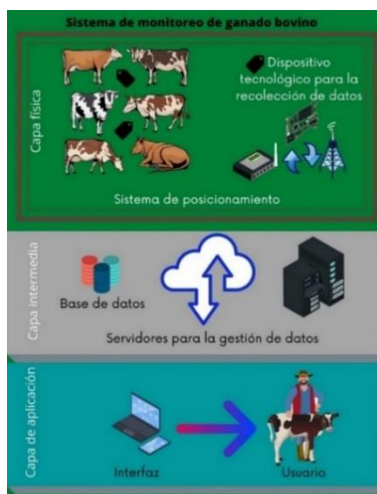 Sistema de monitoreo de ganado bovino
Capa física
Dispositivo
tecnológico para la
recolección de datos
Sistema de posicionamiento
Capa intermedia
Base de datos
Servidores para la gestión de datos
Capa de aplicación
Interfaz
Usuario